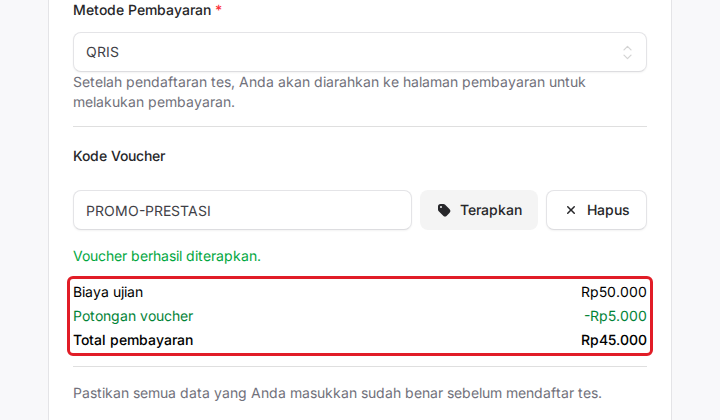 Metode Pembayaran *
QRIS
Setelah pendaftaran tes, Anda akan diarahkan ke halaman pembayaran untuk
melakukan pembayaran.
Kode Voucher
PROMO-PRESTASI
Terapkan
Hapus
Voucher berhasil diterapkan.
Biaya ujian Rp50.000
Potongan voucher -Rp5.000
Total pembayaran Rp45.000
Pastikan semua data yang Anda masukkan sudah benar sebelum mendaftar tes.